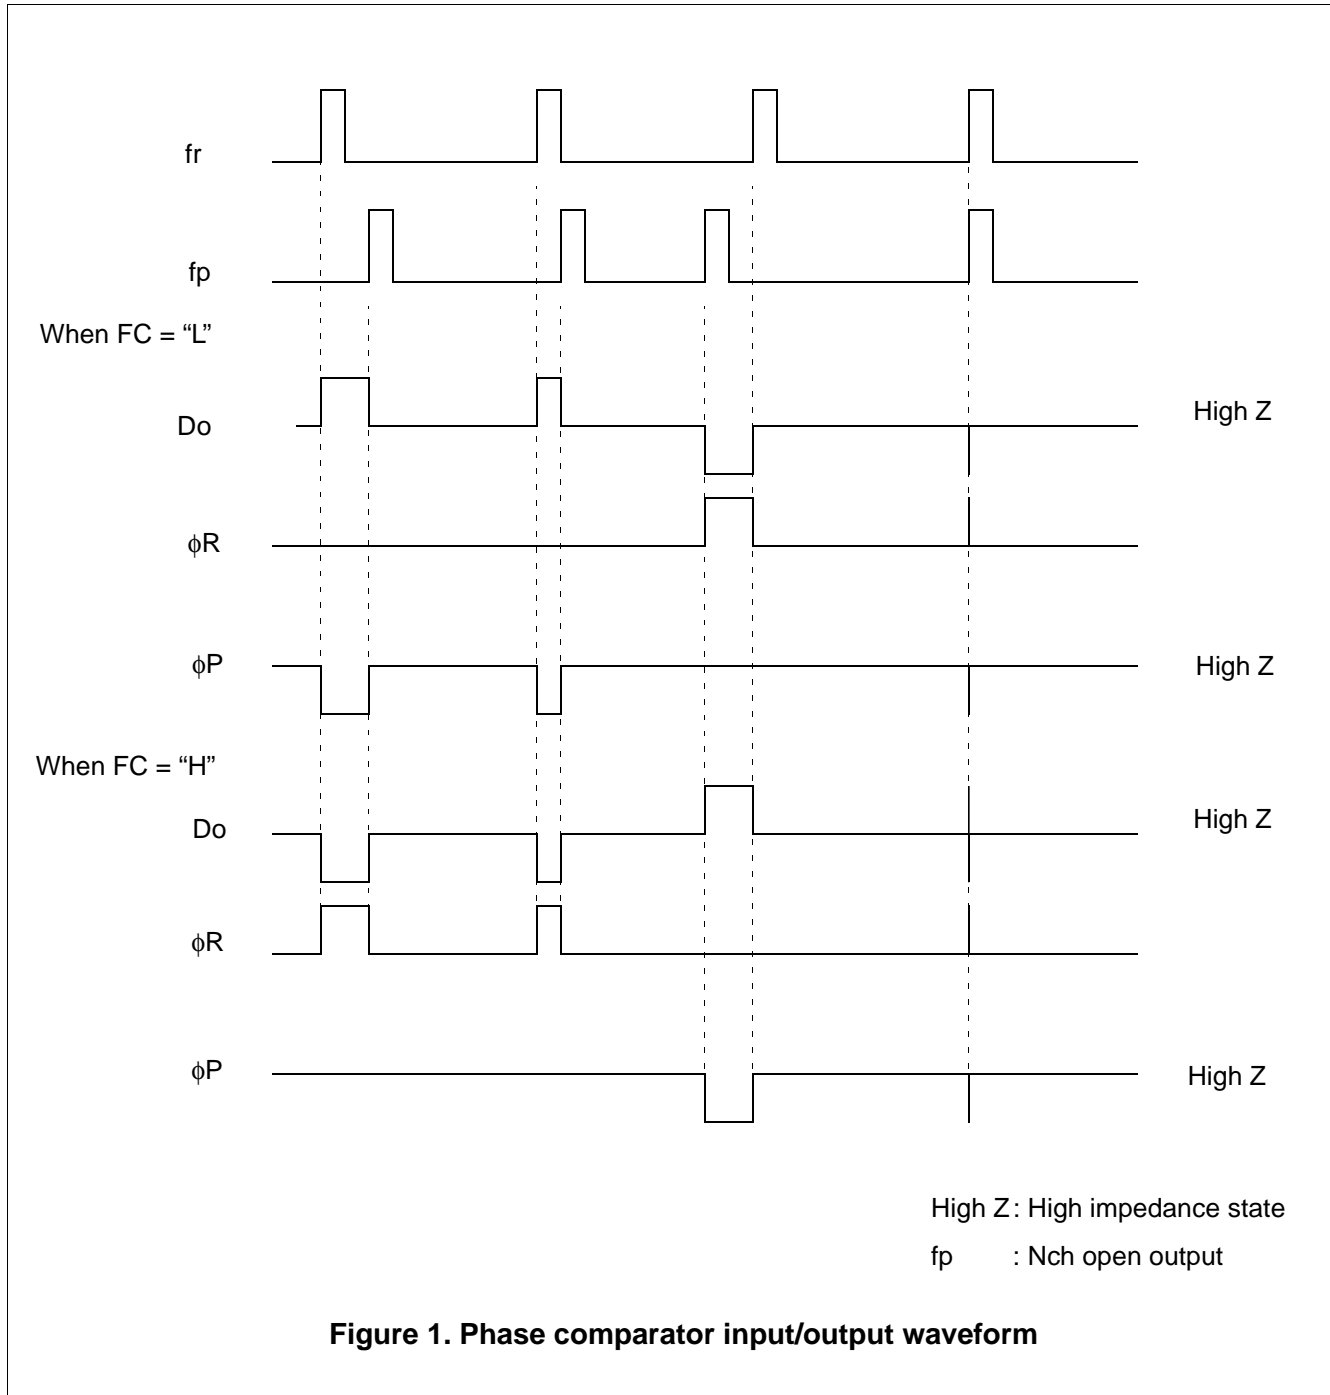 fr
fp
When FC = “L”
Do
High Z
ϕR
ϕP
High Z
When FC = “H”
Do
High Z
ϕR
ϕP
High Z
High Z : High impedance state
fp : Nch open output
Figure 1. Phase comparator input/output waveform